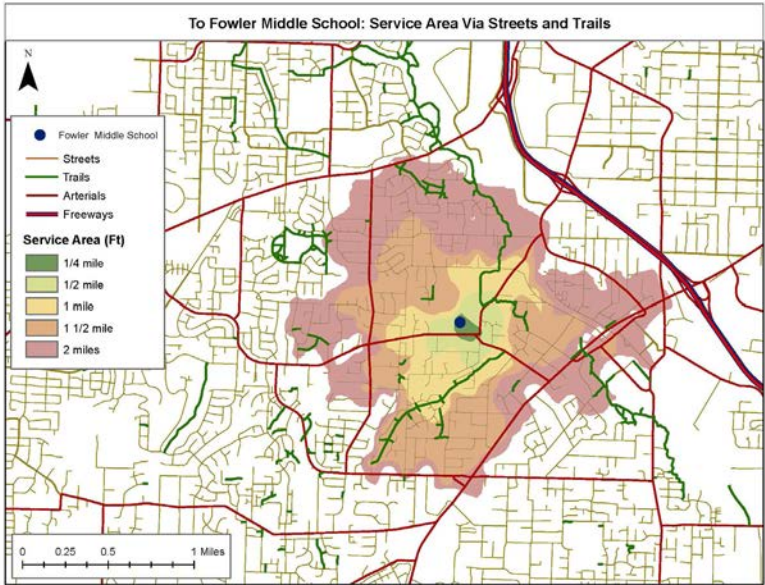 To Fowler Middle School: Service Area Via Streets and Trails
N
Fowler Middle School
Streets
Trails
Arterials
Freeways
Service Area (Ft)
1/4 mile
1/2 mile
1 mile
1 1/2 mile
2 miles
0 0.25 0.5 1 Miles